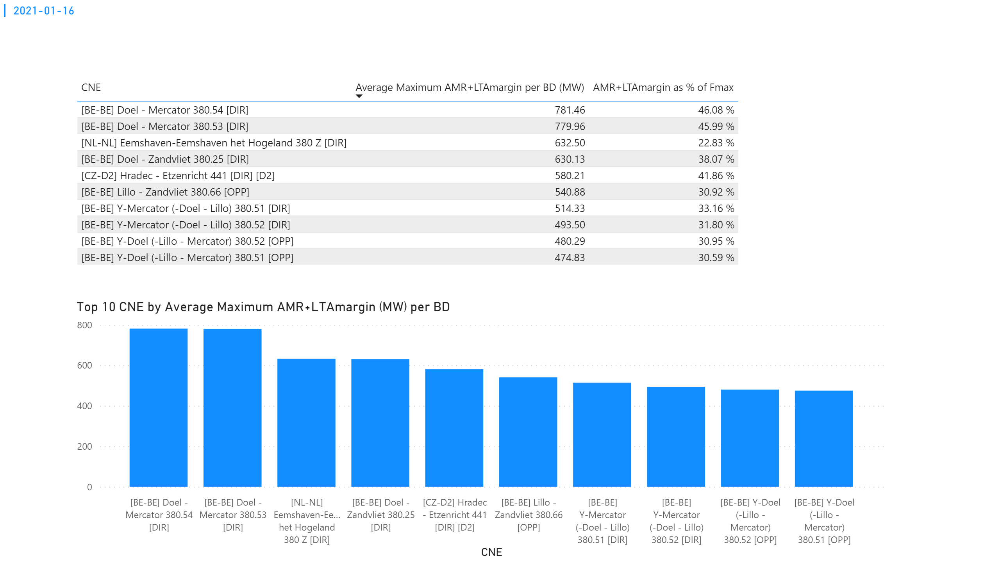 2021-01-16
CNE Average Maximum AMR+LTAmargin per BD (MW) AMR+LTAmargin as % of Fmax
[BE-BE] Doel - Mercator 380.54 [DIR] 781.46 46.08 %
[BE-BE] Doel - Mercator 380.53 [DIR] 779.96 45.99 %
[NL-NL] Eemshaven-Eemshaven het Hogeland 380 Z [DIR] 632.50 22.83 %
[BE-BE] Doel - Zandvliet 380.25 [DIR] 630.13 38.07 %
[CZ-D2] Hradec - Etzenricht 441 [DIR] [D2] 580.21 41.86 %
[BE-BE] Lillo - Zandvliet 380.66 [OPP] 540.88 30.92 %
[BE-BE] Y-Mercator (-Doel - Lillo) 380.51 [DIR] 514.33 33.16 %
[BE-BE] Y-Mercator (-Doel - Lillo) 380.52 [DIR] 493.50 31.80 %
[BE-BE] Y-Doel (-Lillo - Mercator) 380.52 [OPP] 480.29 30.95 %
[BE-BE] Y-Doel (-Lillo - Mercator) 380.51 [OPP] 474.83 30.59 %
Top 10 CNE by Average Maximum AMR+LTAmargin (MW) per BD
800
600
400
200
0
[BE-BE] Doel -
Mercator 380.54
[DIR]
[BE-BE] Doel -
Mercator 380.53
[DIR]
[NL-NL]
Eemshaven-Ee...
het Hogeland
380 Z [DIR]
[BE-BE] Doel -
Zandvliet 380.25
[DIR]
[CZ-D2] Hradec
- Etzenricht 441
[DIR] [D2]
[BE-BE] Lillo -
Zandvliet 380.66
[OPP]
[BE-BE]
Y-Mercator
(-Doel - Lillo)
380.51 [DIR]
[BE-BE]
Y-Mercator
(-Doel - Lillo)
380.52 [DIR]
[BE-BE] Y-Doel
(-Lillo -
Mercator)
380.52 [OPP]
[BE-BE] Y-Doel
(-Lillo -
Mercator)
380.51 [OPP]
CNE